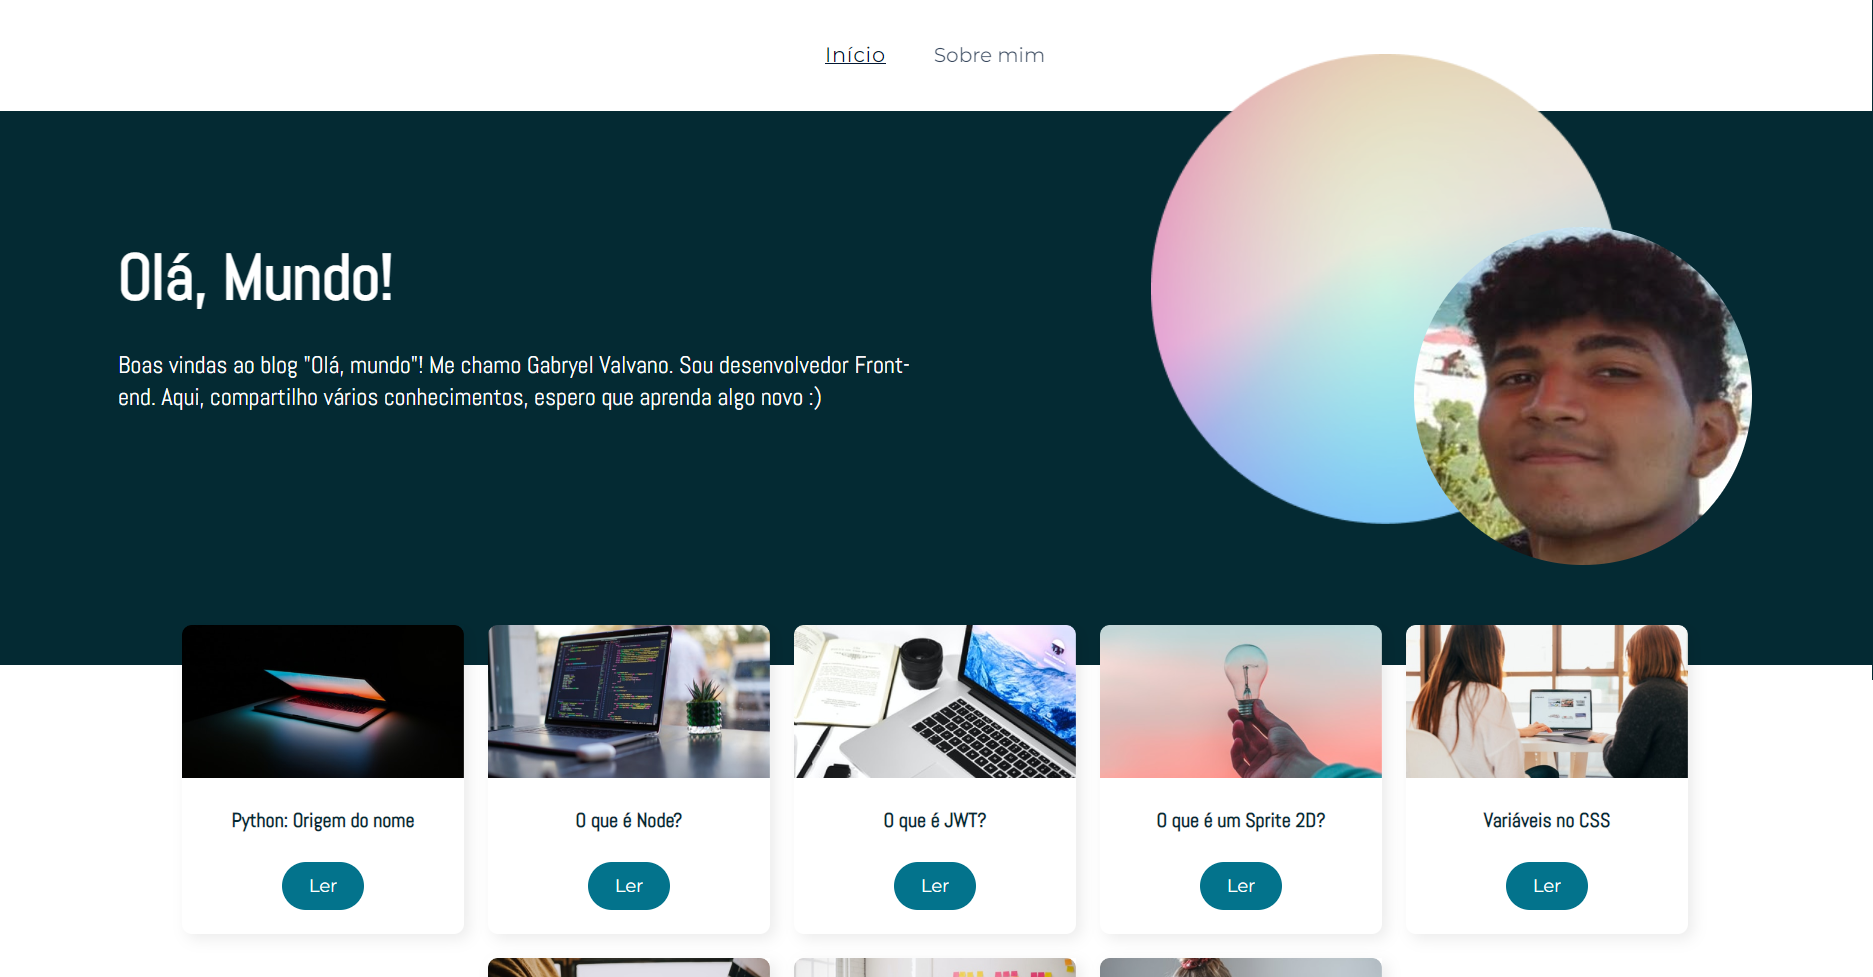 Início Sobre mim
Olá, Mundo!
Boas vindas ao blog "Olá, mundo"! Me chamo Gabryel Valvano. Sou desenvolvedor Front-
end. Aqui, compartilho vários conhecimentos, espero que aprenda algo novo :)
Python: Origem do nome
Ler
O que é Node?
Ler
O que é JWT?
Ler
O que é um Sprite 2D?
Ler
Variáveis no CSS
Ler